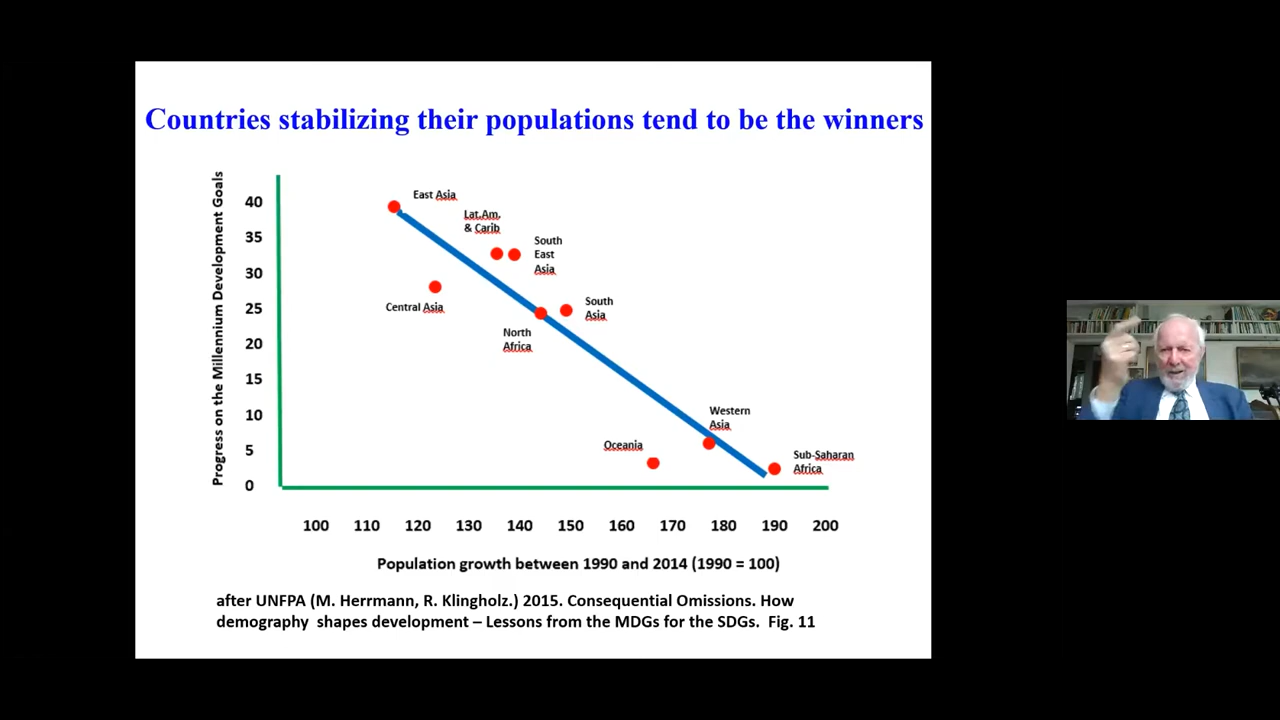 Countries stabilizing their populations tend to be the winners
Progress on the Millennium Development Goals
40
35
30
25
20
15
10
5
0
East Asia
Lat.Am.
& Carib
South
East
Asia
Central Asia
South
Asia
North
Africa
Western
Asia
Oceania
Sub-Saharan
Africa
100 110 120 130 140 150 160 170 180 190 200
Population growth between 1990 and 2014 (1990 = 100)
after UNFPA (M. Herrmann, R. Klingholz.) 2015. Consequential Omissions. How
demography shapes development – Lessons from the MDGs for the SDGs. Fig. 11